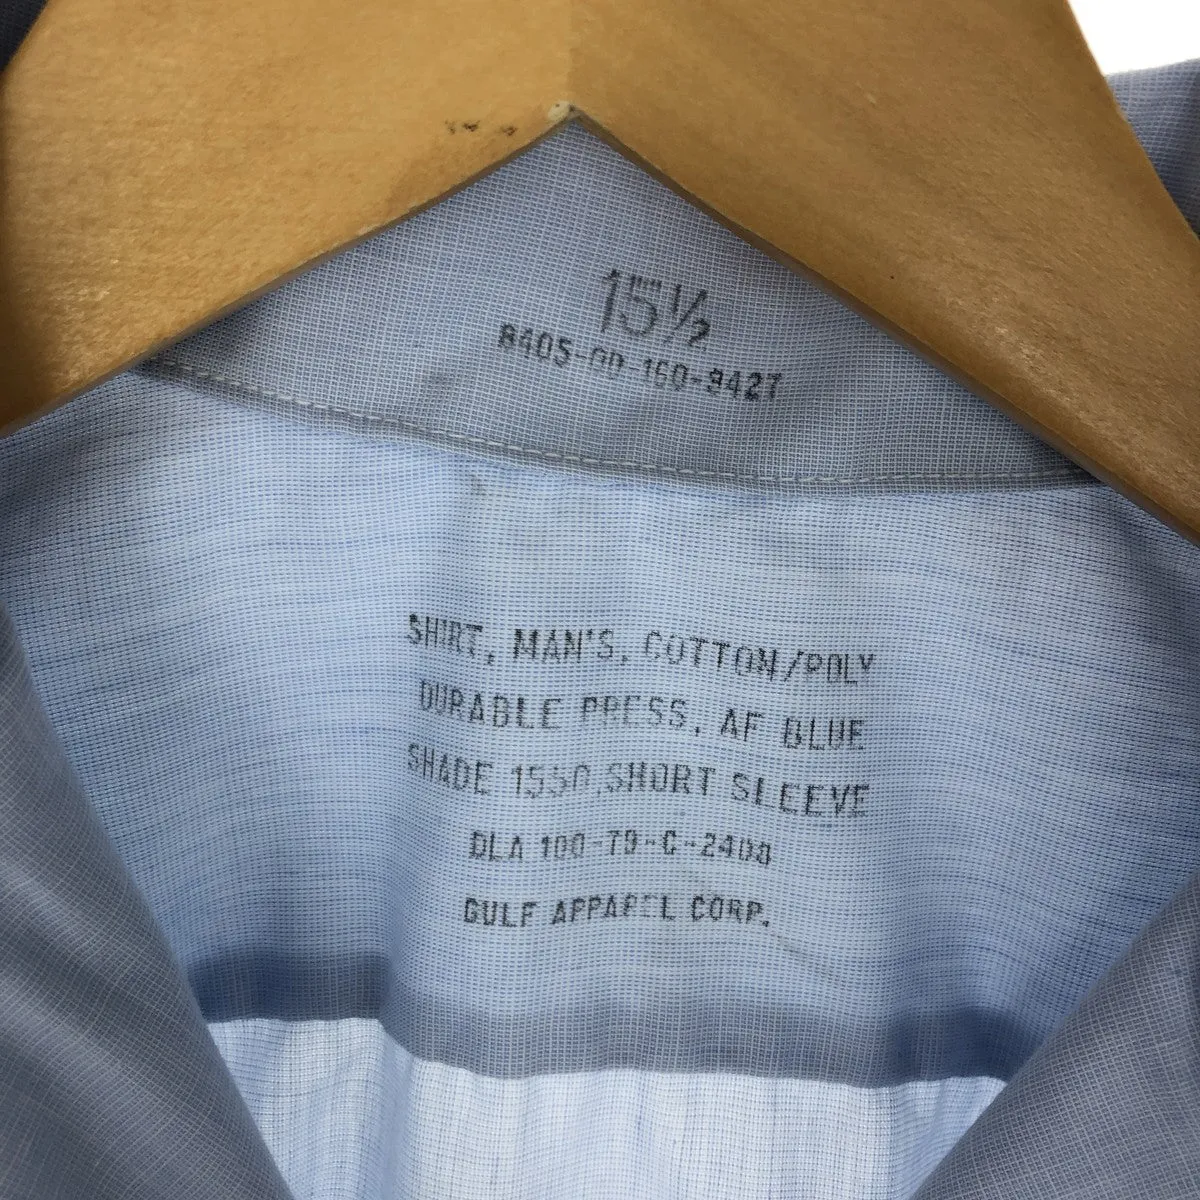 15½
8405-00-160-9427
SHIRT, MAN'S, COTTON/POLY
DURABLE PRESS, AF BLUE
SHADE 1550, SHORT SLEEVE
DLA 100-79-C-2408
GULF APPAREL CORP.